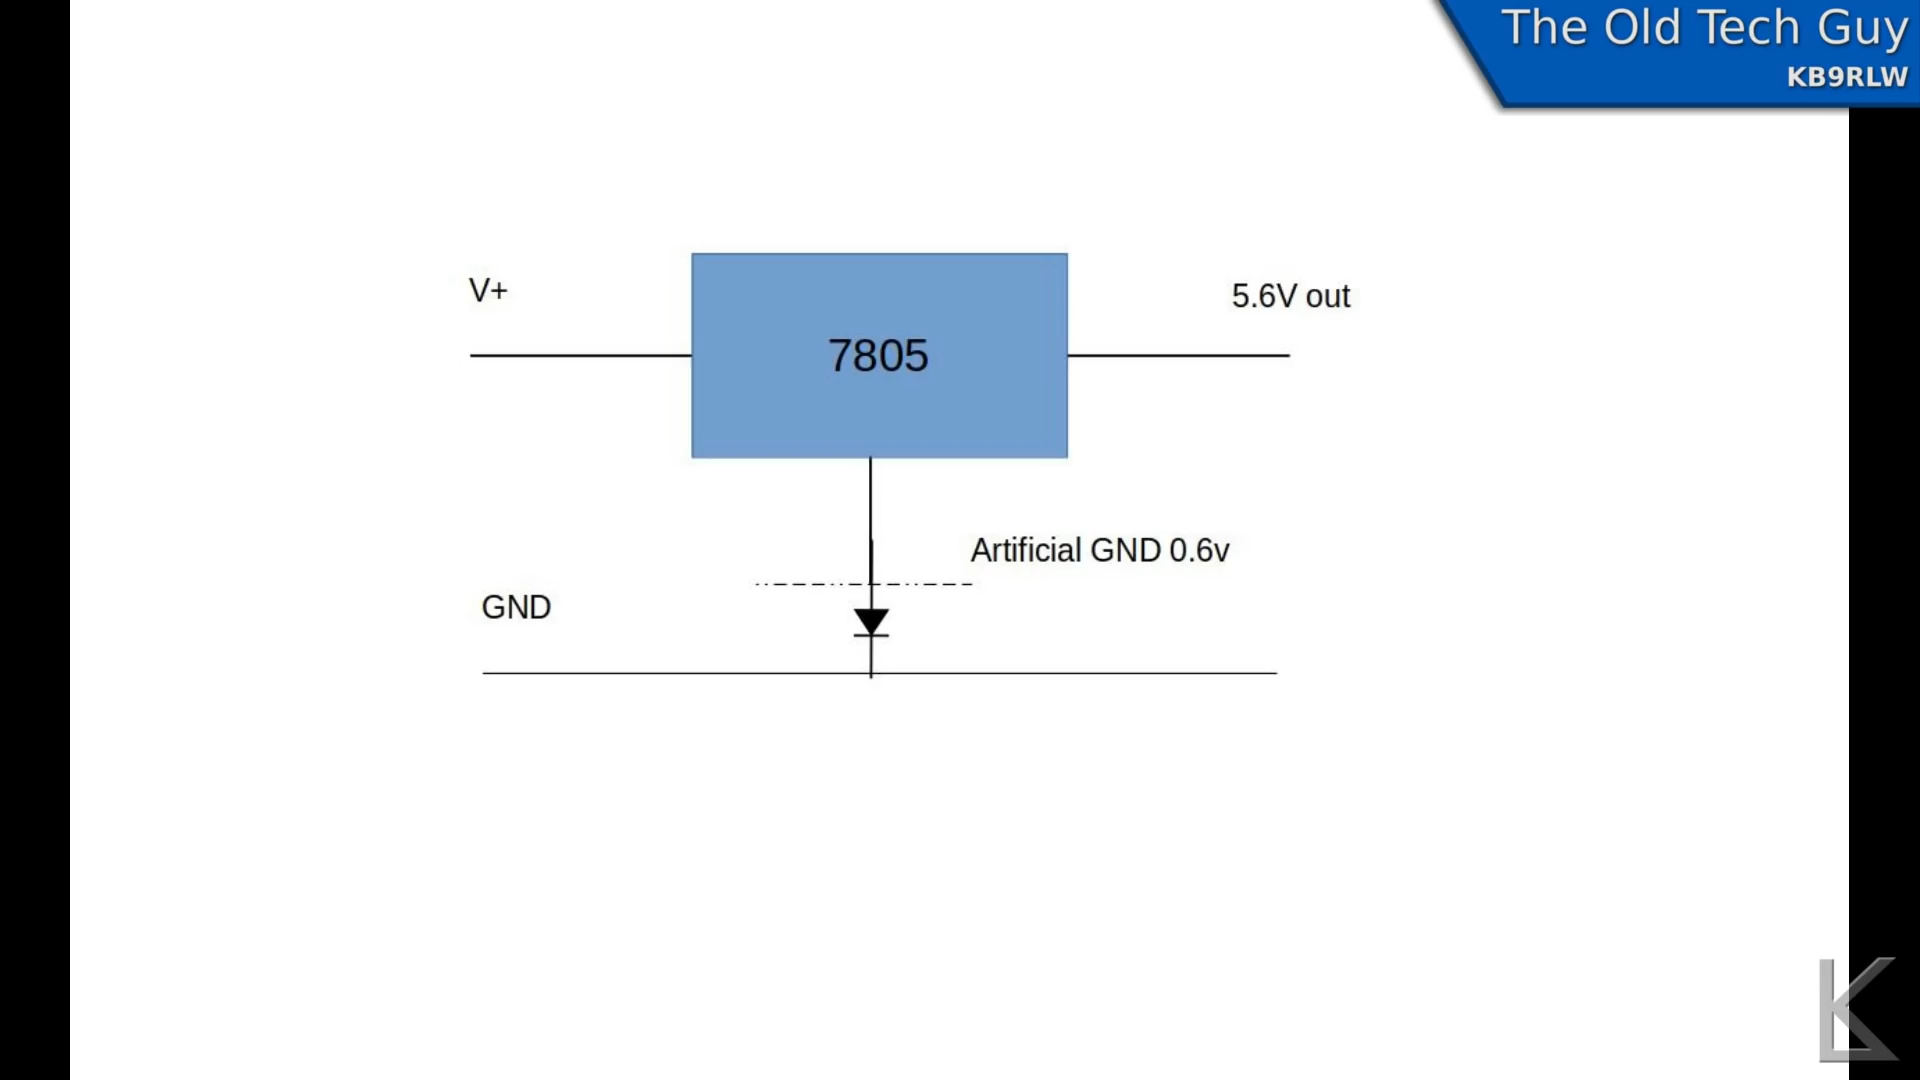 The Old Tech Guy
KB9RLW
V+
5.6V out
7805
Artificial GND 0.6v
GND
K